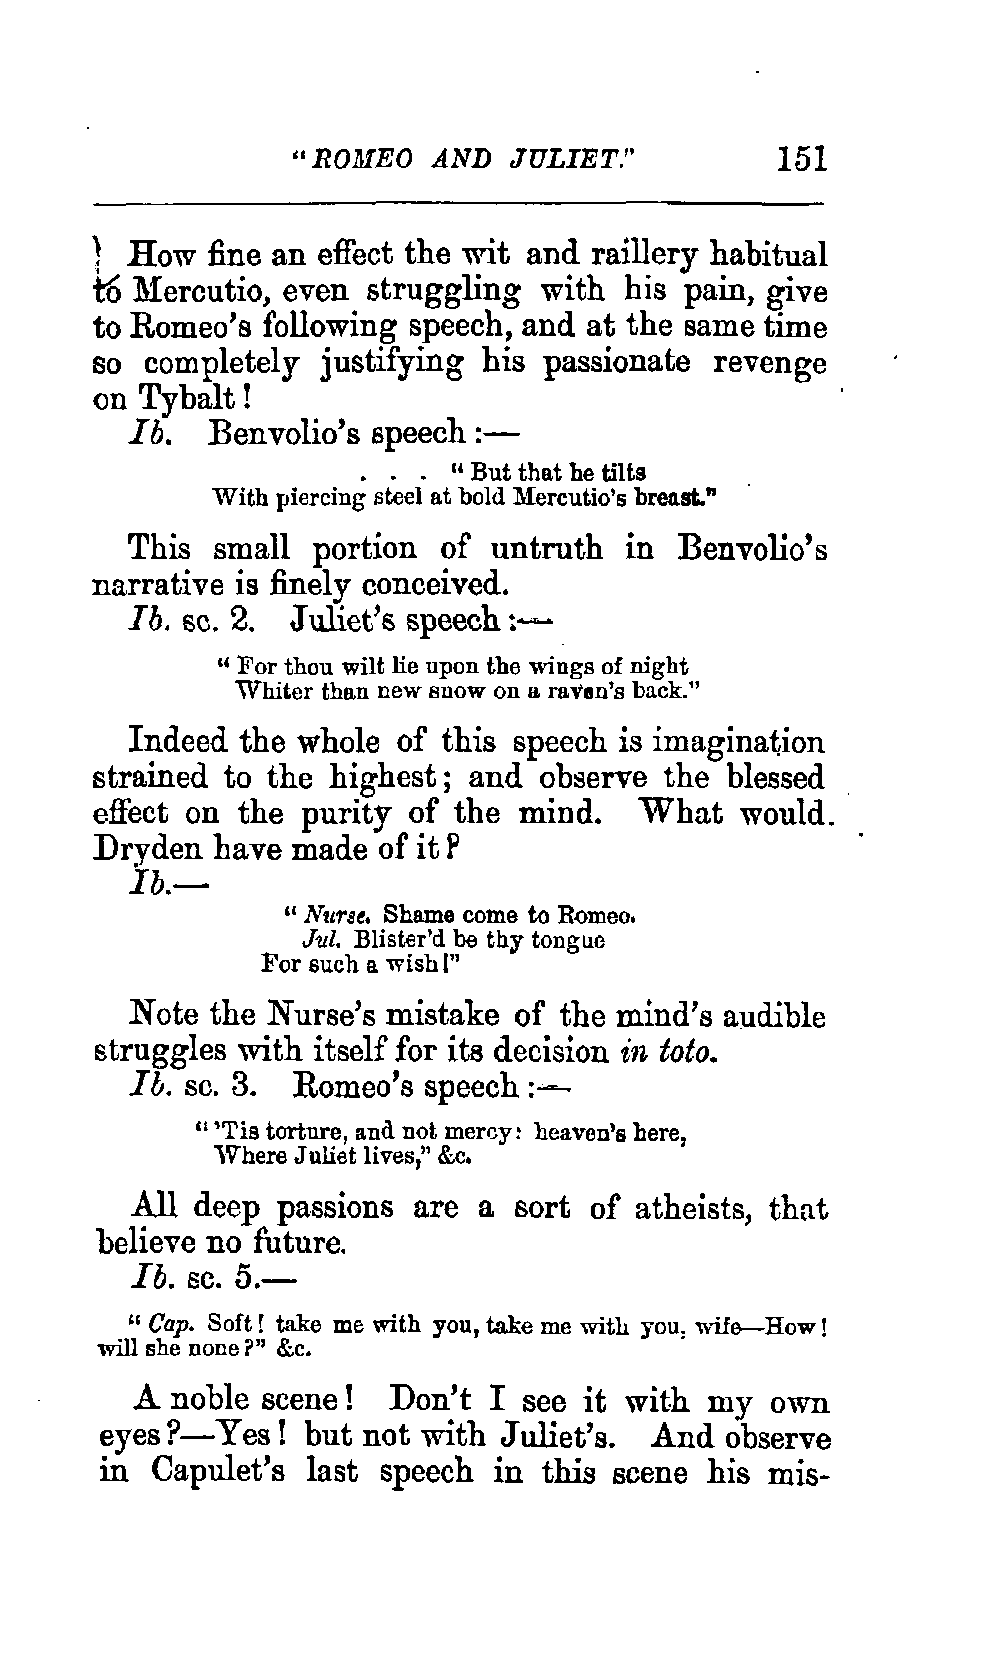 "ROMEO AND JULIET." 151
How fine an effect the wit and raillery habitual
to Mercutio, even struggling with his pain, give
to Romeo's following speech, and at the same time
so completely justifying his passionate revenge
on Tybalt!
Ib. Benvolio's speech:—
. . . "But that he tilts
With piercing steel at bold Mercutio's breast."
This small portion of untruth in Benvolio's
narrative is finely conceived.
Ib. sc. 2. Juliet's speech:—
"For thou wilt lie upon the wings of night
Whiter than new snow on a raven's back."
Indeed the whole of this speech is imagination
strained to the highest; and observe the blessed
effect on the purity of the mind. What would
Dryden have made of it?
Ib.—
"Nurse. Shame come to Romeo.
Jul. Blister'd be thy tongue
For such a wish!"
Note the Nurse's mistake of the mind's audible
struggles with itself for its decision in toto.
Ib. sc. 3. Romeo's speech:—
"'Tis torture, and not mercy: heaven's here,
Where Juliet lives," &c.
All deep passions are a sort of atheists, that
believe no future.
Ib. sc. 5.—
"Cap. Soft! take me with you, take me with you, wife—How!
will she none?" &c.
A noble scene! Don't I see it with my own
eyes?—Yes! but not with Juliet's. And observe
in Capulet's last speech in this scene his mis-